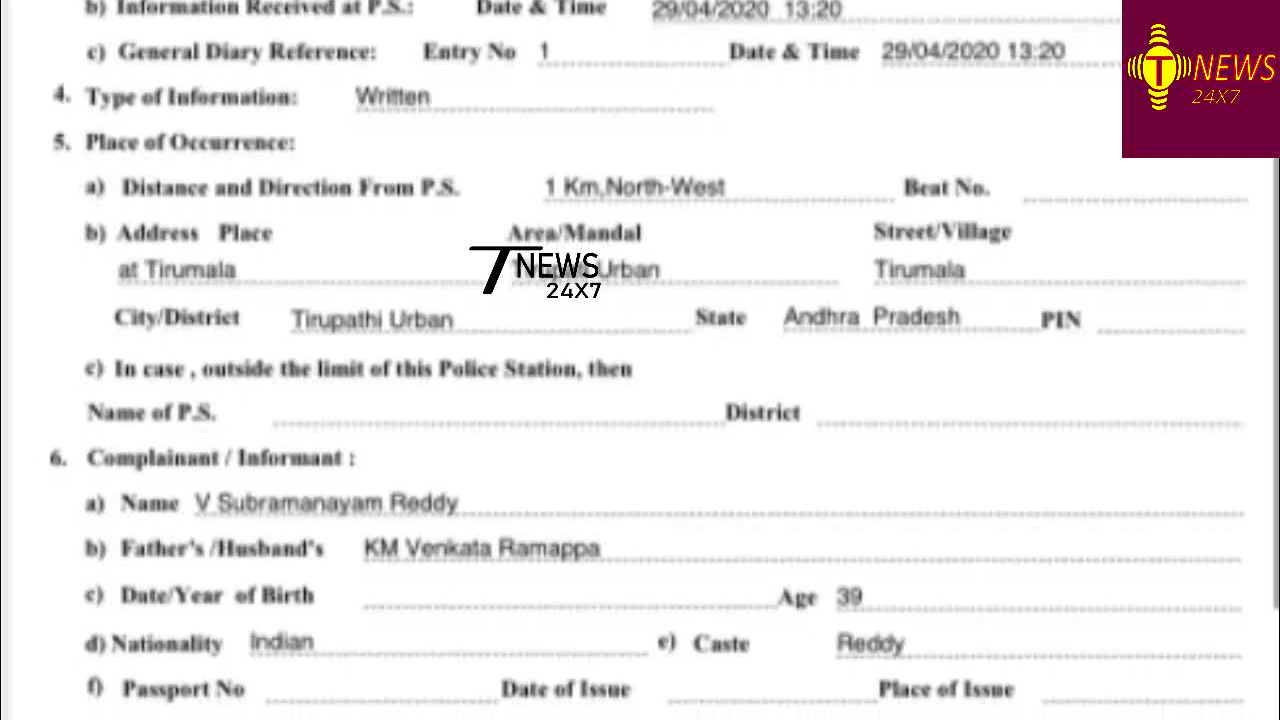 b) Information Received at P.S.: Date & Time 29/04/2020 13:20
c) General Diary Reference: Entry No 1 Date & Time 29/04/2020 13:20
T NEWS
24X7
4. Type of Information: Written
5. Place of Occurrence:
a) Distance and Direction From P.S. 1 Km,North-West Beat No.
b) Address Place Area/Mandal Street/Village
at Tirumala Urban Tirumala
T NEWS
24X7
City/District Tirupathi Urban State Andhra Pradesh PIN
c) In case , outside the limit of this Police Station, then
Name of P.S. District
6. Complainant / Informant :
a) Name V Subramanayam Reddy
b) Father's /Husband's KM Venkata Ramappa
c) Date/Year of Birth Age 39
d) Nationality Indian e) Caste Reddy
f) Passport No Date of Issue Place of Issue